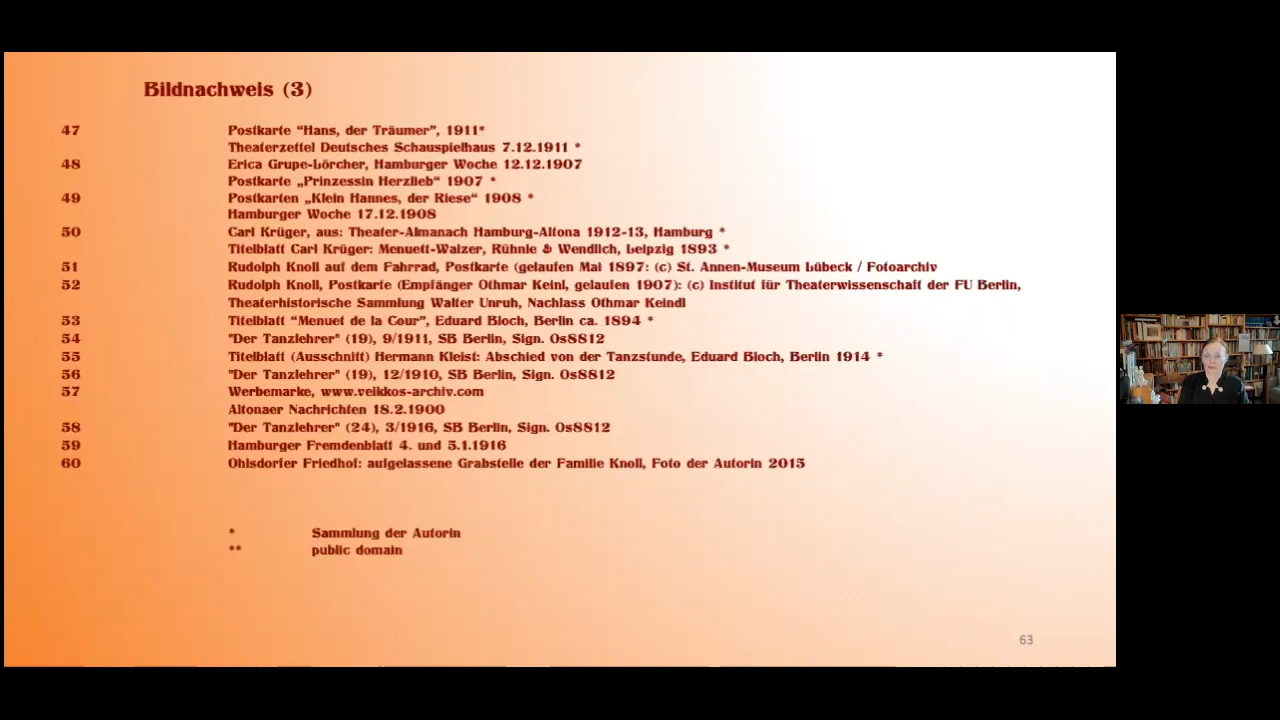 Bildnachweis (3)
47 Postkarte “Hans, der Träumer”, 1911*
Theaterzettel Deutsches Schauspielhaus 7.12.1911 *
48 Erica Grupe-Lörcher, Hamburger Woche 12.12.1907
Postkarte „Prinzessin Herzlieb“ 1907 *
49 Postkarten „Klein Hannes, der Riese“ 1908 *
Hamburger Woche 17.12.1908
50 Carl Krüger, aus: Theater-Almanach Hamburg-Altona 1912-13, Hamburg *
Titelblatt Carl Krüger: Menuett-Walzer, Rühnle & Wendlich, Leipzig 1893 *
51 Rudolph Knoll auf dem Fahrrad, Postkarte (gelaufen Mai 1897: (c) St. Annen-Museum Lübeck / Fotoarchiv
52 Rudolph Knoll, Postkarte (Empfänger Othmar Keinl, gelaufen 1907): (c) Institut für Theaterwissenschaft der FU Berlin,
Theaterhistorische Sammlung Walter Unruh, Nachlass Othmar Keindl
53 Titelblatt “Menuet de la Cour”, Eduard Bloch, Berlin ca. 1894 *
54 "Der Tanzlehrer" (19), 9/1911, SB Berlin, Sign. Os8812
55 Titelblatt (Ausschnitt) Hermann Kleist: Abschied von der Tanzstunde, Eduard Bloch, Berlin 1914 *
56 "Der Tanzlehrer" (19), 12/1910, SB Berlin, Sign. Os8812
57 Werbemarke, www.veikkos-archiv.com
Altonaer Nachrichten 18.2.1900
58 "Der Tanzlehrer" (24), 3/1916, SB Berlin, Sign. Os8812
59 Hamburger Fremdenblatt 4. und 5.1.1916
60 Ohlsdorfer Friedhof: aufgelassene Grabstelle der Familie Knoll, Foto der Autorin 2015
* Sammlung der Autorin
** public domain
63